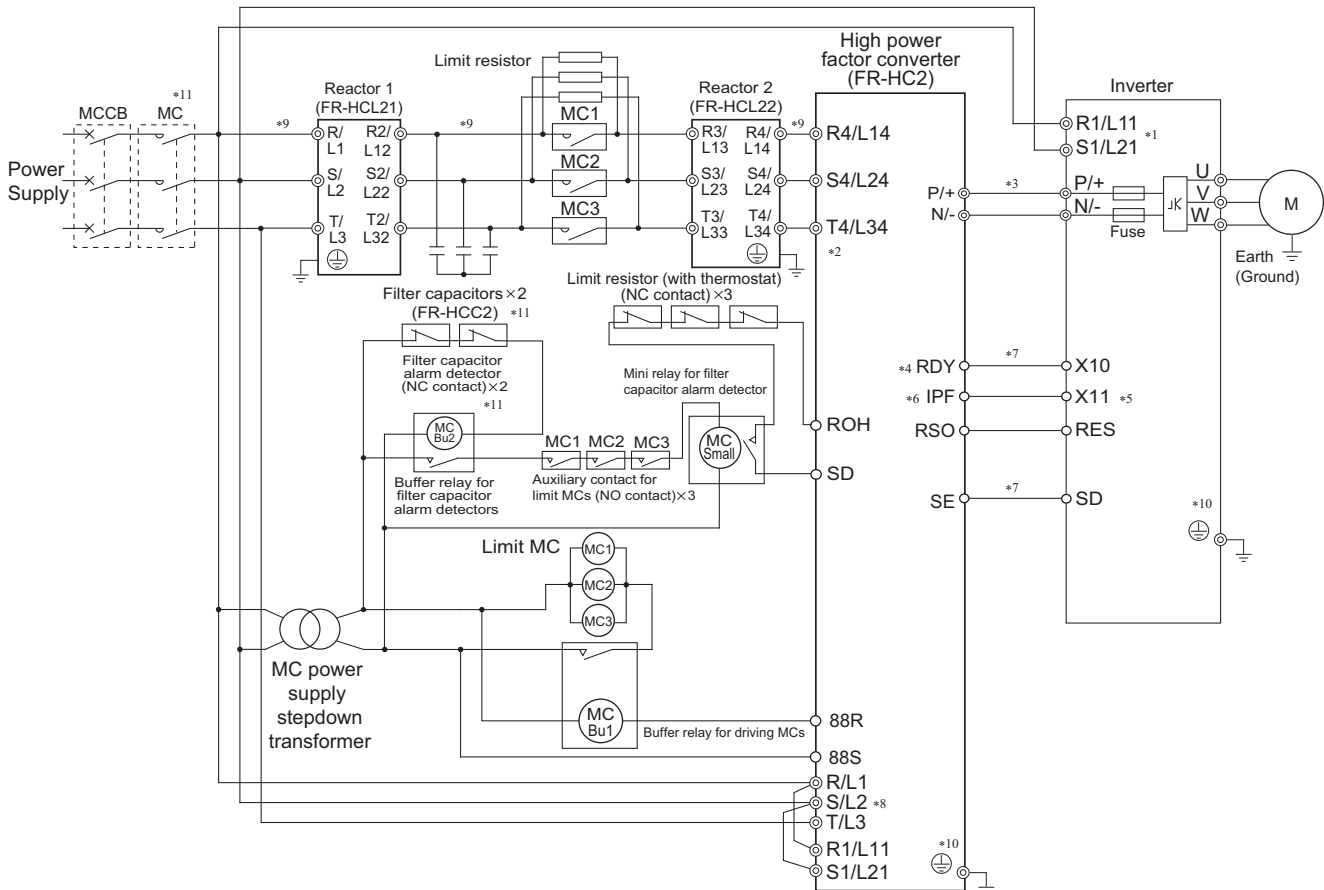 High power
factor converter
(FR-HC2)
Limit resistor
Reactor 1
(FR-HCL21)
Reactor 2
(FR-HCL22)
Inverter
*11
MCCB
MC
MC1
R1/L11
*1
S1/L21
*9
R/
L1
R2/
L12
*9
R3/
L13
R4/
L14
*9
R4/L14
Power
Supply
S/
L2
S2/
L22
MC2
S3/
L23
S4/
L24
S4/L24
P/+
*3
P/+
U
V
W
M
N/-
N/-
Fuse
T/
L3
T2/
L32
MC3
T3/
L33
T4/
L34
T4/L34
*2
Earth
(Ground)
Filter capacitors×2
(FR-HCC2)
*11
Limit resistor (with thermostat)
(NC contact)×3
Filter capacitor
alarm detector
(NC contact)×2
Mini relay for filter
capacitor alarm detector
*4 RDY
*7
X10
*6 IPF
X11 *5
*11
MC
Bu2
MC1 MC2 MC3
MC
Small
ROH
RSO
RES
SD
Buffer relay for
filter capacitor
alarm detectors
Auxiliary contact for
limit MCs (NO contact)×3
SE
*7
SD
*10
Limit MC
MC1
MC2
MC3
MC power
supply
stepdown
transformer
MC
Bu1
Buffer relay for driving MCs
88R
88S
R/L1
S/L2 *8
T/L3
R1/L11
*10
S1/L21